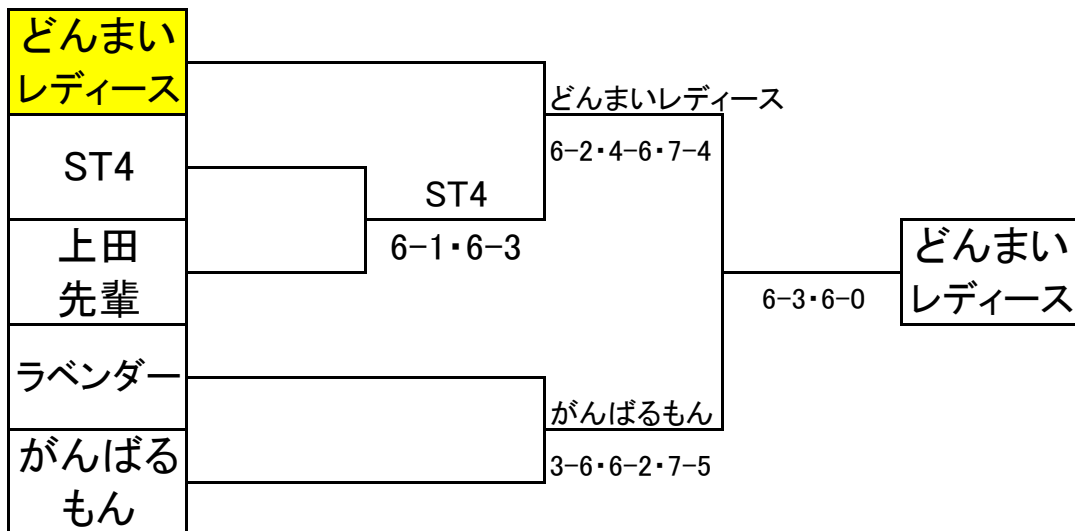 どんまい
レディース
ST4
上田
先輩
ラベンダー
がんばる
もん
ST4
6-1・6-3
どんまいレディース
6-2・4-6・7-4
がんばるもん
3-6・6-2・7-5
6-3・6-0
どんまい
レディース